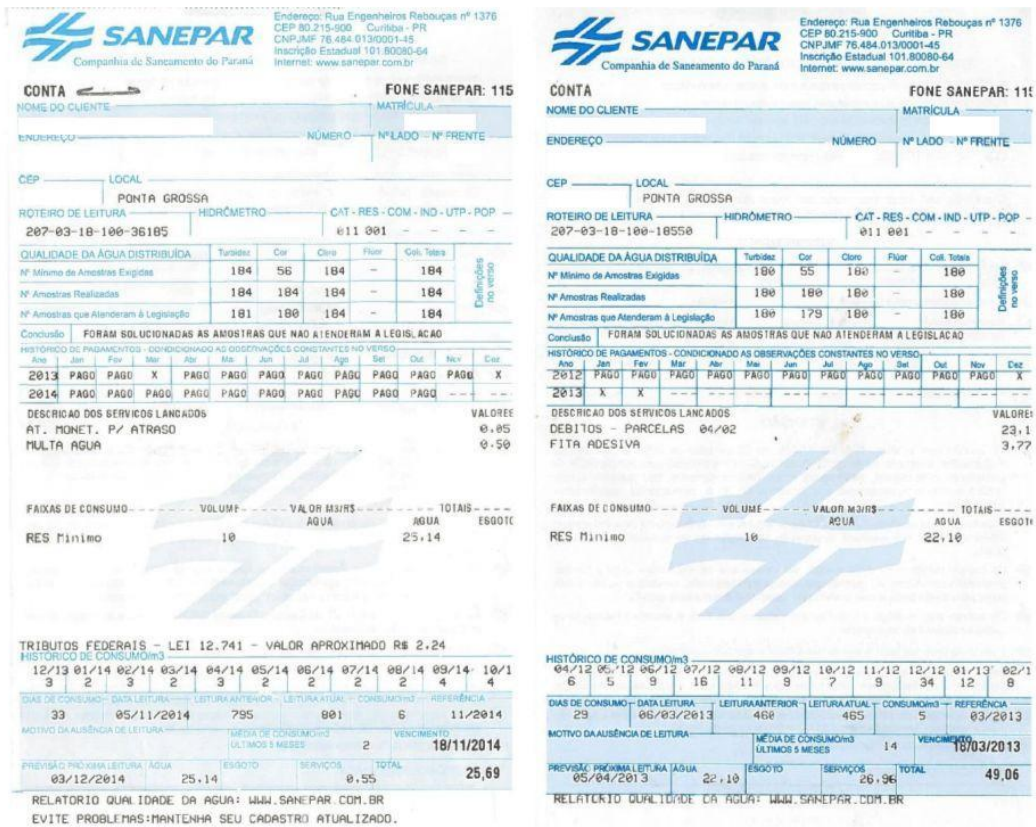 SANEPAR
Companhia de Saneamento do Paraná
Endereço: Rua Engenheiros Rebouças nº 1376
CEP 80.215-900 Curitiba - PR
CNPJMF 76.484.013/0001-45
Inscrição Estadual 101.80080-64
Internet: www.sanepar.com.br
CONTA FONE SANEPAR: 115
NOME DO CLIENTE MATRÍCULA
ENDEREÇO NÚMERO Nº LADO - Nº FRENTE
CEP LOCAL
PONTA GROSSA
ROTEIRO DE LEITURA HIDRÔMETRO CAT - RES - COM - IND - UTP - POP
207-03-18-100-36185 011 001 - - - -
QUALIDADE DA ÁGUA DISTRIBUÍDA Turbidez Cor Cloro Flúor Coli. Totais
Nº Mínimo de Amostras Exigidas 184 56 184 - 184
Nº Amostras Realizadas 184 184 184 - 184
Nº Amostras que Atenderam à Legislação 181 180 184 - 184
Definições no verso
Conclusão FORAM SOLUCIONADAS AS AMOSTRAS QUE NAO ATENDERAM A LEGISLACAO
HISTÓRICO DE PAGAMENTOS - CONDICIONADO AS OBSERVAÇÕES CONSTANTES NO VERSO
Ano Jan Fev Mar Abr Mai Jun Jul Ago Set Out Nov Dez
2013 PAGO PAGO X PAGO PAGO PAGO PAGO PAGO PAGO PAGO PAGO X
2014 PAGO PAGO PAGO PAGO PAGO PAGO PAGO PAGO PAGO PAGO --- ---
DESCRICAO DOS SERVICOS LANCADOS VALORES
AT. MONET. P/ ATRASO 0.05
MULTA AGUA 0.50
FAIXAS DE CONSUMO VOLUME VALOR M3/R$ TOTAIS
AGUA AGUA ESGOTO
RES Minimo 10 25,14
TRIBUTOS FEDERAIS - LEI 12.741 - VALOR APROXIMADO R$ 2.24
HISTÓRICO DE CONSUMO/m3
12/13 01/14 02/14 03/14 04/14 05/14 06/14 07/14 08/14 09/14 10/1
3 2 2 2 3 2 2 2 2 4 4
DIAS DE CONSUMO DATA LEITURA LEITURA ANTERIOR LEITURA ATUAL CONSUMO/m3 REFERÊNCIA
33 05/11/2014 795 801 6 11/2014
MOTIVO DA AUSÊNCIA DE LEITURA MÉDIA DE CONSUMO/m3 VENCIMENTO
ÚLTIMOS 5 MESES 2 18/11/2014
PREVISÃO PRÓXIMA LEITURA ÁGUA ESGOTO SERVIÇOS TOTAL
03/12/2014 25.14 0.55 25,69
RELATORIO QUALIDADE DA AGUA: WWW.SANEPAR.COM.BR
EVITE PROBLEMAS:MANTENHA SEU CADASTRO ATUALIZADO.
SANEPAR
Companhia de Saneamento do Paraná
Endereço: Rua Engenheiros Rebouças nº 1376
CEP 80.215-900 Curitiba - PR
CNPJMF 76.484.013/0001-45
Inscrição Estadual 101.80080-64
Internet: www.sanepar.com.br
CONTA FONE SANEPAR: 115
NOME DO CLIENTE MATRÍCULA
ENDEREÇO NÚMERO Nº LADO - Nº FRENTE
CEP LOCAL
PONTA GROSSA
ROTEIRO DE LEITURA HIDRÔMETRO CAT - RES - COM - IND - UTP - POP
207-03-18-100-18550 011 001 - - - -
QUALIDADE DA ÁGUA DISTRIBUÍDA Turbidez Cor Cloro Flúor Coli. Totais
Nº Mínimo de Amostras Exigidas 180 55 180 - 180
Nº Amostras Realizadas 180 180 180 - 180
Nº Amostras que Atenderam à Legislação 180 179 180 - 180
Definições no verso
Conclusão FORAM SOLUCIONADAS AS AMOSTRAS QUE NAO ATENDERAM A LEGISLACAO
HISTÓRICO DE PAGAMENTOS - CONDICIONADO AS OBSERVAÇÕES CONSTANTES NO VERSO
Ano Jan Fev Mar Abr Mai Jun Jul Ago Set Out Nov Dez
2012 PAGO PAGO PAGO PAGO PAGO PAGO PAGO PAGO PAGO PAGO PAGO X
2013 X X --- --- --- --- --- --- --- --- --- ---
DESCRICAO DOS SERVICOS LANCADOS VALORE
DEBITOS - PARCELAS 04/02 23,1
FITA ADESIVA 3,77
FAIXAS DE CONSUMO VOLUME VALOR M3/R$ TOTAIS
AGUA AGUA ESGOTO
RES Minimo 10 22,10
HISTÓRICO DE CONSUMO/m3
04/12 05/12 06/12 07/12 08/12 09/12 10/12 11/12 12/12 01/13 02/1
6 5 9 16 11 9 7 9 34 12 8
DIAS DE CONSUMO DATA LEITURA LEITURA ANTERIOR LEITURA ATUAL CONSUMO/m3 REFERÊNCIA
29 06/03/2013 460 465 5 03/2013
MOTIVO DA AUSÊNCIA DE LEITURA MÉDIA DE CONSUMO/m3 VENCIMENTO
ÚLTIMOS 5 MESES 14 18/03/2013
PREVISÃO PRÓXIMA LEITURA ÁGUA ESGOTO SERVIÇOS TOTAL
05/04/2013 22,10 26,96 49,06
RELATORIO QUALIDADE DA AGUA: WWW.SANEPAR.COM.BR